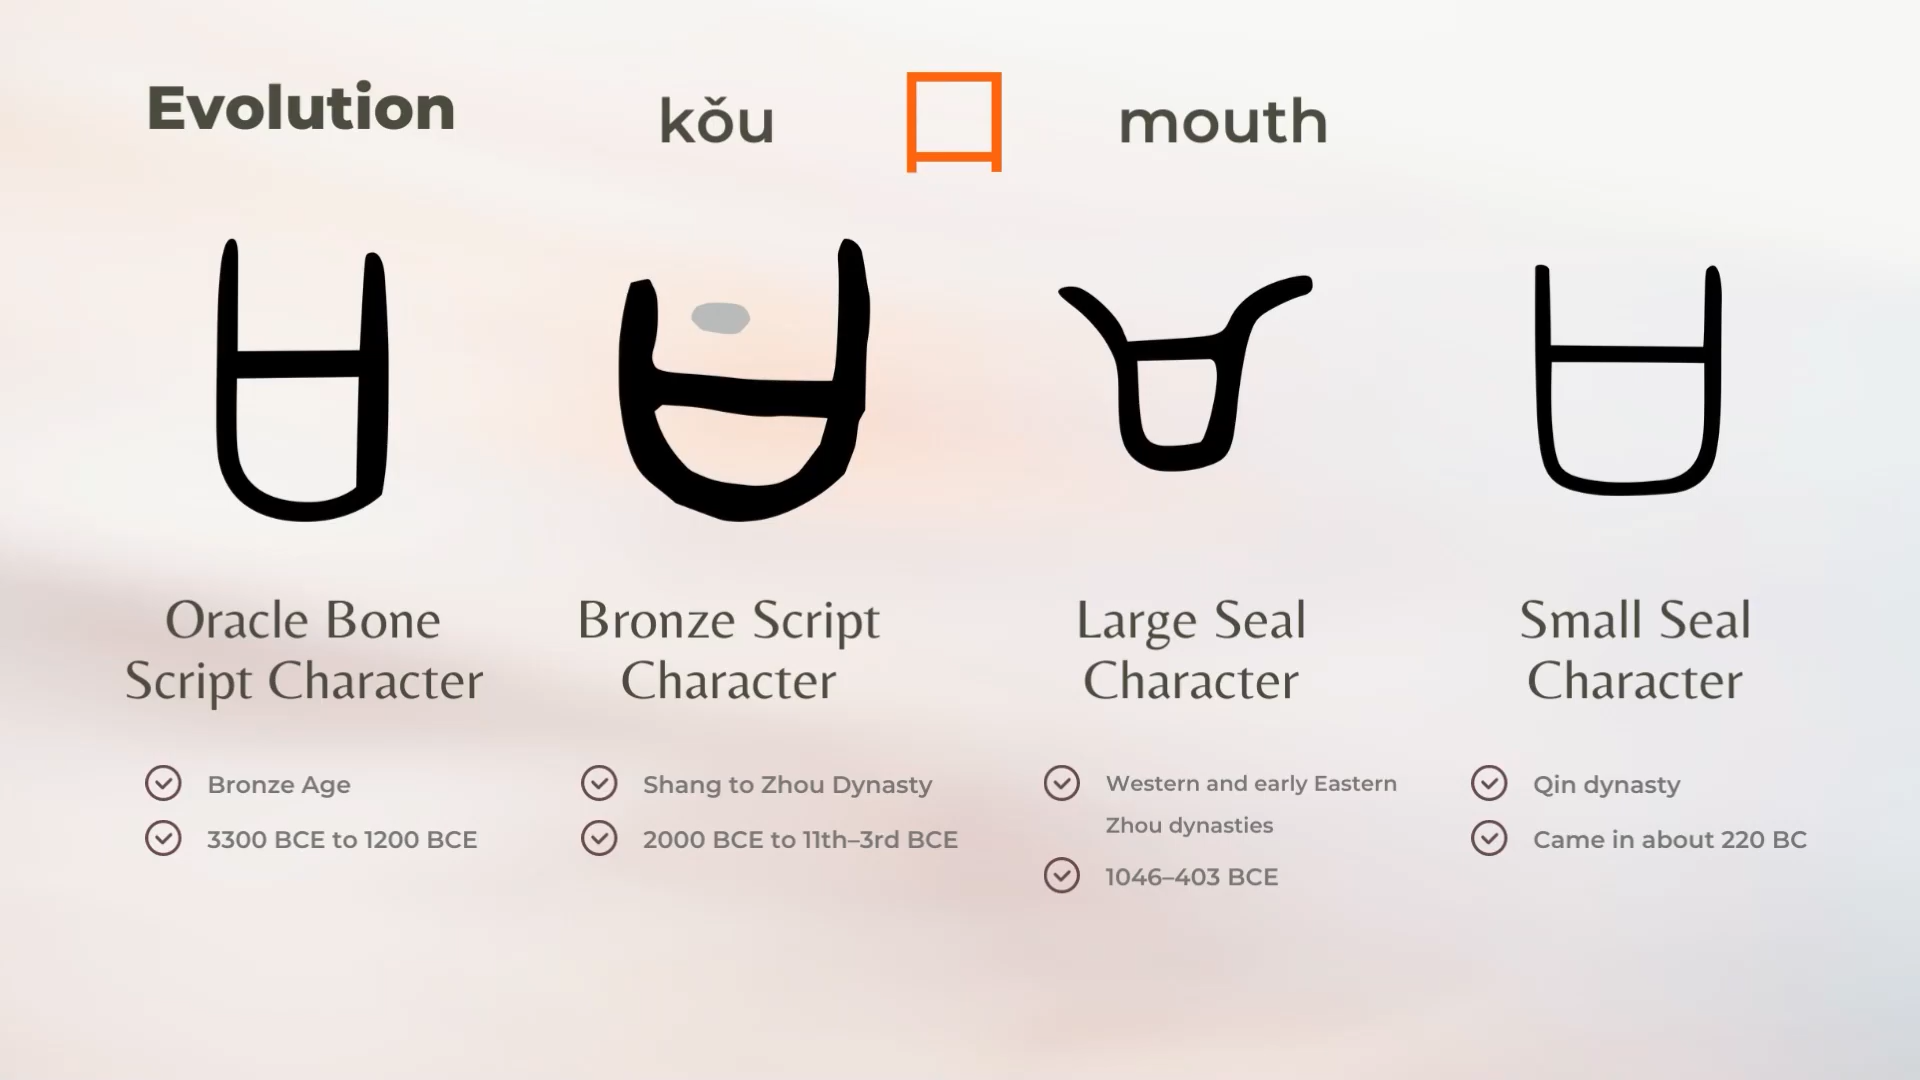 Evolution
kǒu 口 mouth
Oracle Bone
Script Character
Bronze Age
3300 BCE to 1200 BCE
Bronze Script
Character
Shang to Zhou Dynasty
2000 BCE to 11th–3rd BCE
Large Seal
Character
Western and early Eastern
Zhou dynasties
1046–403 BCE
Small Seal
Character
Qin dynasty
Came in about 220 BC